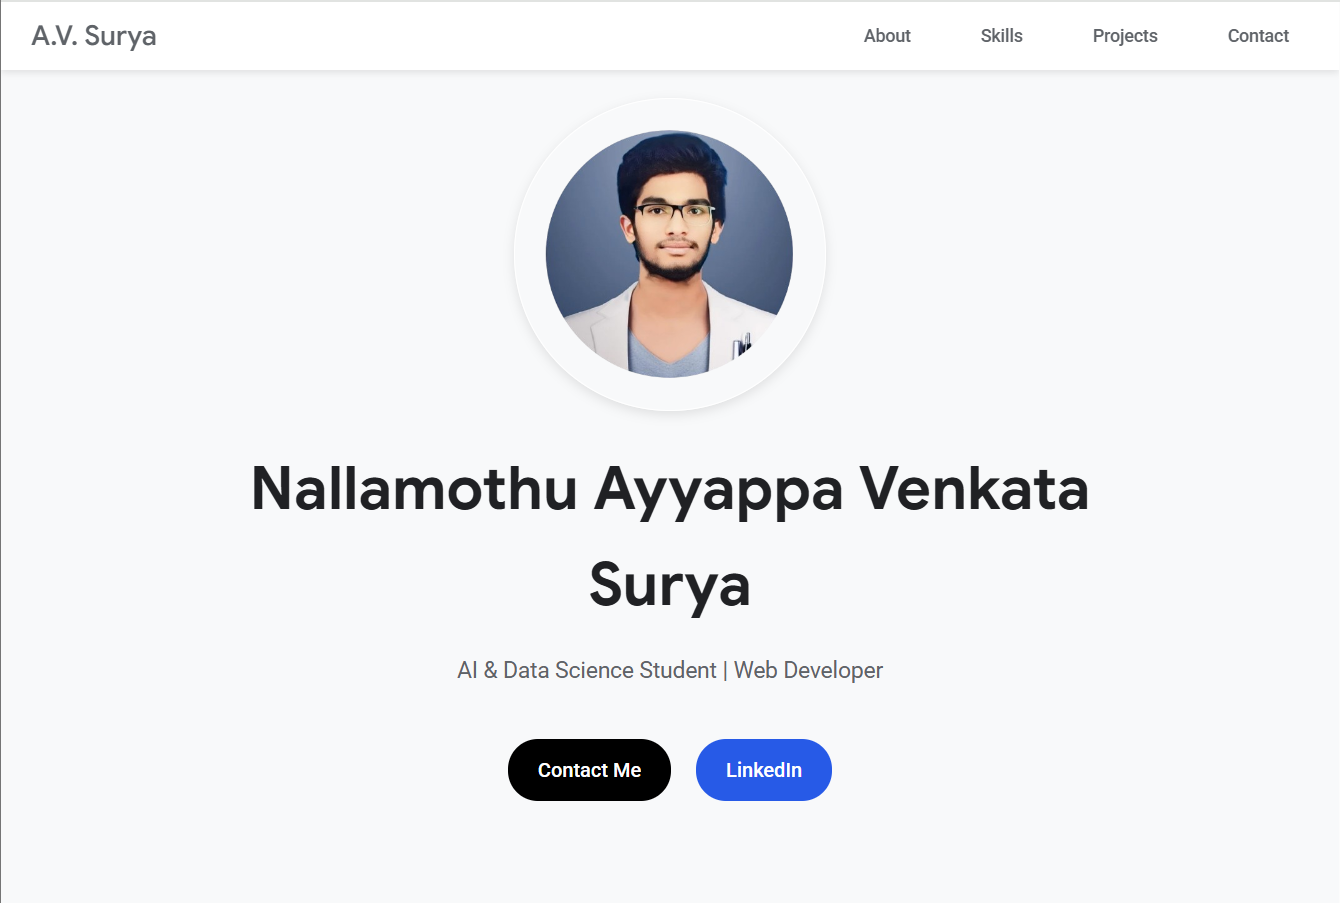 A.V. Surya
About
Skills
Projects
Contact
Nallamothu Ayyappa Venkata
Surya
AI & Data Science Student | Web Developer
Contact Me
LinkedIn